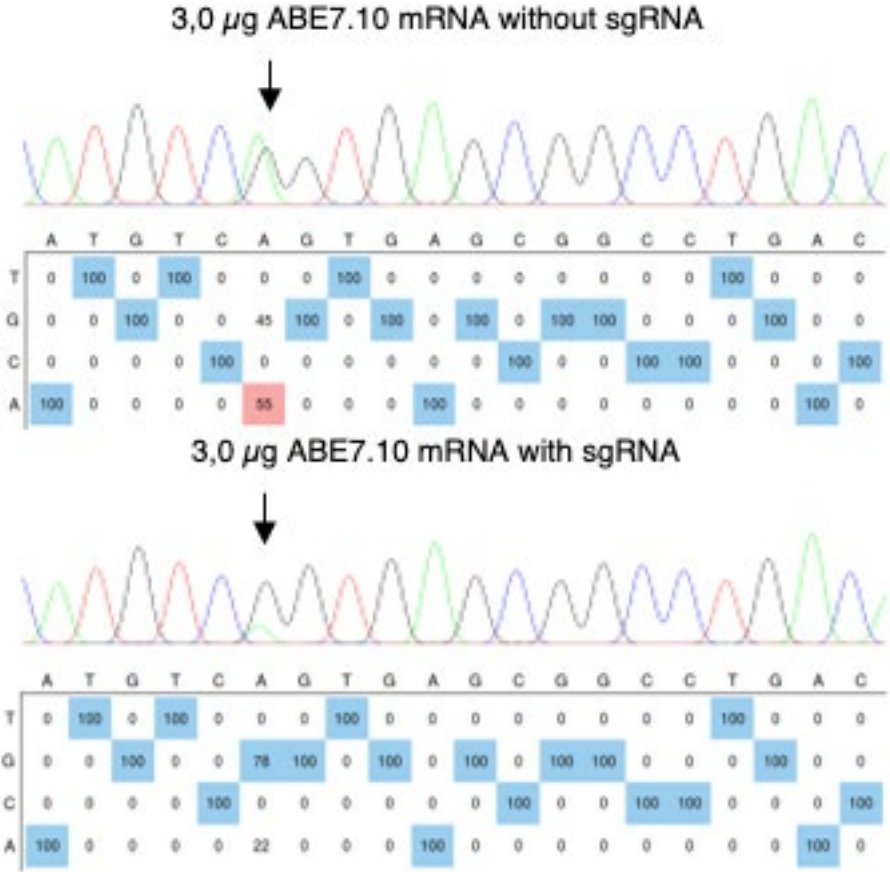 3,0 µg ABE7.10 mRNA without sgRNA
A T G T C A G T G A G C G G C C T G A C
T 0 100 0 100 0 0 0 100 0 0 0 0 0 0 0 0 100 0 0 0
G 0 0 100 0 0 45 100 0 100 0 100 0 100 100 0 0 0 100 0 0
C 0 0 0 0 100 0 0 0 0 0 0 100 0 0 100 100 0 0 0 100
A 100 0 0 0 0 55 0 0 0 100 0 0 0 0 0 0 0 0 100 0
3,0 µg ABE7.10 mRNA with sgRNA
A T G T C A G T G A G C G G C C T G A C
T 0 100 0 100 0 0 0 100 0 0 0 0 0 0 0 0 100 0 0 0
G 0 0 100 0 0 78 100 0 100 0 100 0 100 100 0 0 0 100 0 0
C 0 0 0 0 100 0 0 0 0 0 0 100 0 0 100 100 0 0 0 100
A 100 0 0 0 0 22 0 0 0 100 0 0 0 0 0 0 0 0 100 0